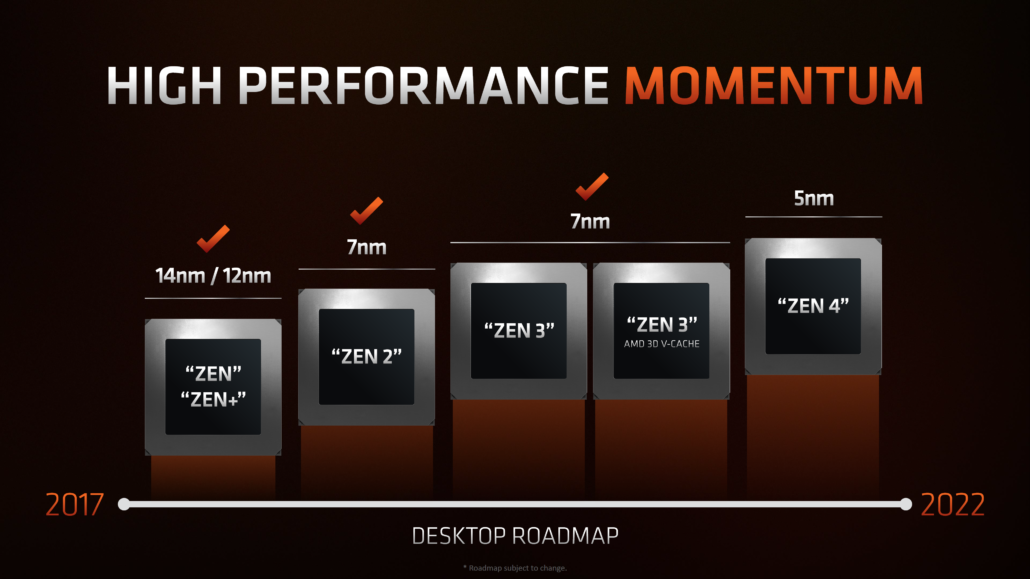 HIGH PERFORMANCE MOMENTUM
14nm / 12nm
“ZEN”
“ZEN+”
7nm
“ZEN 2”
7nm
“ZEN 3”
“ZEN 3”
AMD 3D V-CACHE
5nm
“ZEN 4”
2017
2022
DESKTOP ROADMAP
* Roadmap subject to change.